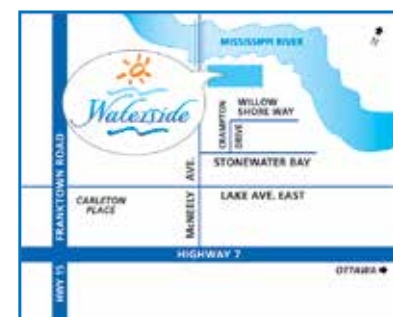 MISSISSIPPI RIVER
N
Waterside
WILLOW
SHORE WAY
CRAMPTON
DRIVE
STONEWATER BAY
FRANKTOWN ROAD
McNEELY AVE.
CARLETON
PLACE
LAKE AVE. EAST
HIGHWAY 7
HWY 15
OTTAWA